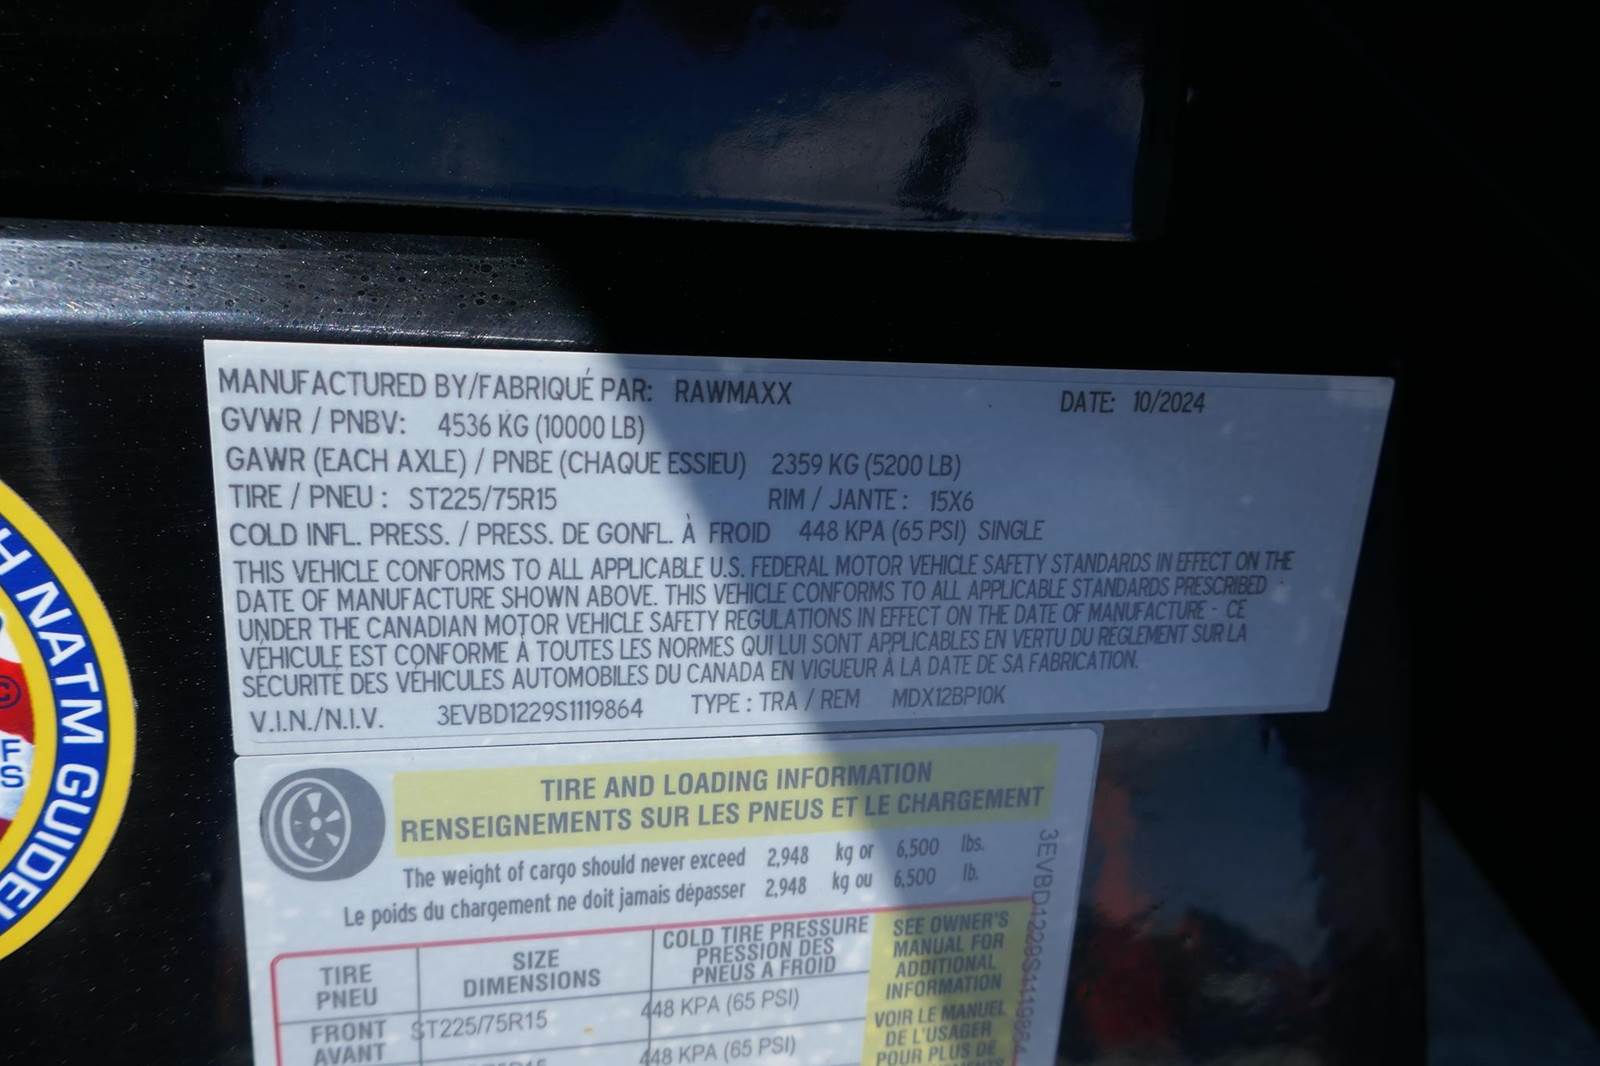 MANUFACTURED BY/FABRIQUÉ PAR: RAWMAXX DATE: 10/2024
GVWR / PNBV: 4536 KG (10000 LB)
GAWR (EACH AXLE) / PNBE (CHAQUE ESSIEU) 2359 KG (5200 LB)
TIRE / PNEU : ST225/75R15 RIM / JANTE : 15X6
COLD INFL. PRESS. / PRESS. DE GONFL. À FROID 448 KPA (65 PSI) SINGLE
THIS VEHICLE CONFORMS TO ALL APPLICABLE U.S. FEDERAL MOTOR VEHICLE SAFETY STANDARDS IN EFFECT ON THE
DATE OF MANUFACTURE SHOWN ABOVE. THIS VEHICLE CONFORMS TO ALL APPLICABLE STANDARDS PRESCRIBED
UNDER THE CANADIAN MOTOR VEHICLE SAFETY REGULATIONS IN EFFECT ON THE DATE OF MANUFACTURE - CE
VÉHICULE EST CONFORME À TOUTES LES NORMES QUI LUI SONT APPLICABLES EN VERTU DU RÈGLEMENT SUR LA
SÉCURITÉ DES VÉHICULES AUTOMOBILES DU CANADA EN VIGUEUR À LA DATE DE SA FABRICATION.
V.I.N./N.I.V. 3EVBD1229S1119864 TYPE : TRA / REM MDX12BP10K
H NATM GUIDEL
©
F
S
TIRE AND LOADING INFORMATION
RENSEIGNEMENTS SUR LES PNEUS ET LE CHARGEMENT
The weight of cargo should never exceed 2,948 kg or 6,500 lbs.
Le poids du chargement ne doit jamais dépasser 2,948 kg ou 6,500 lb.
3EVBD1229S1119864
TIRE
PNEU
SIZE
DIMENSIONS
COLD TIRE PRESSURE
PRESSION DES
PNEUS A FROID
SEE OWNER'S
MANUAL FOR
ADDITIONAL
INFORMATION
VOIR LE MANUEL
DE L'USAGER
POUR PLUS DE
FRONT
AVANT
ST225/75R15
448 KPA (65 PSI)
448 KPA (65 PSI)